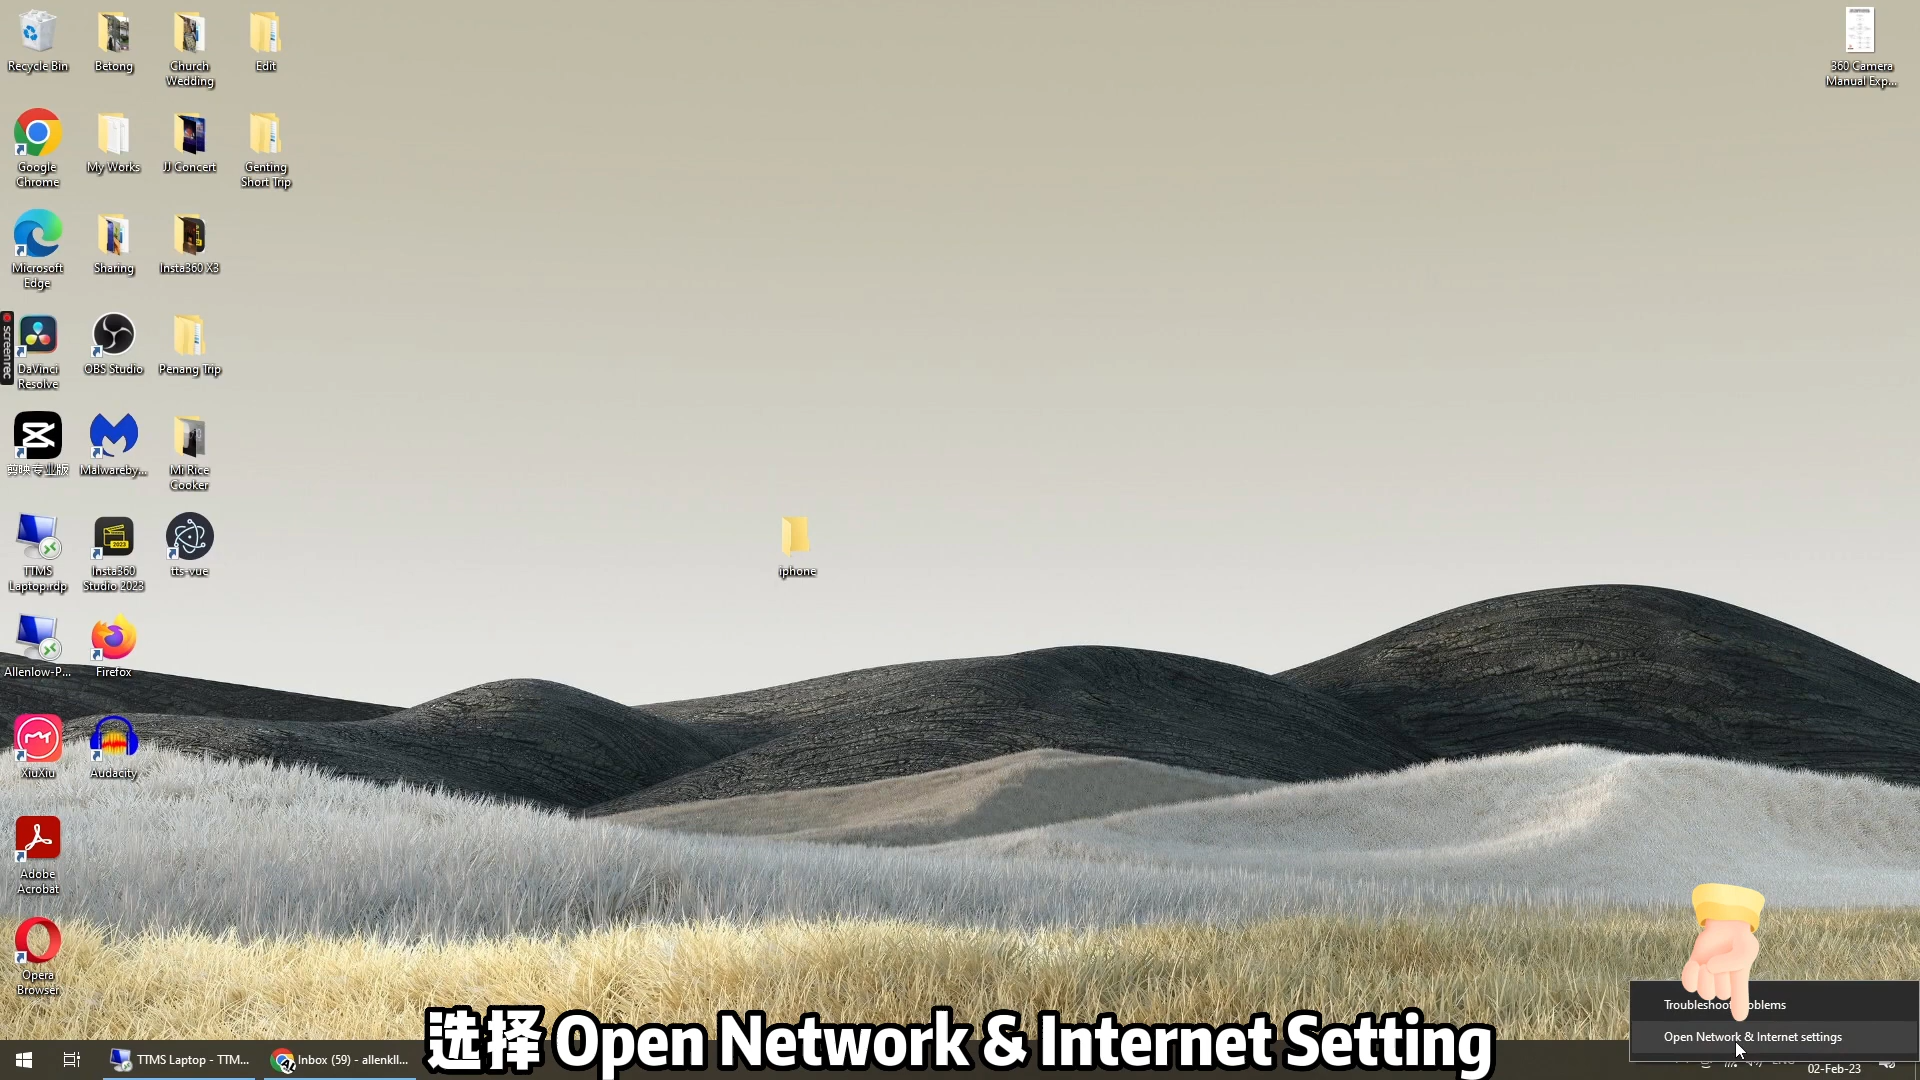 Recycle Bin
Betong
Church
Wedding
Edit
360 Camera
Manual Exp...
Google
Chrome
My Works
JJ Concert
Genting
Short Trip
Microsoft
Edge
Sharing
Insta360 X3
screenrec
DaVinci
Resolve
OBS Studio
Penang Trip
剪映专业版
Malwareby...
Mi Rice
Cooker
TTMS
Laptop.rdp
Insta360
Studio 2023
tts-vue
iphone
Allenlow-P...
Firefox
XiuXiu
Audacity
Adobe
Acrobat
Opera
Browser
Troubleshoot
Open Network & Internet settings
选择 Open Network & Internet Setting
TTMS Laptop - TTM...
Inbox (59) - allenkll...
02-Feb-23